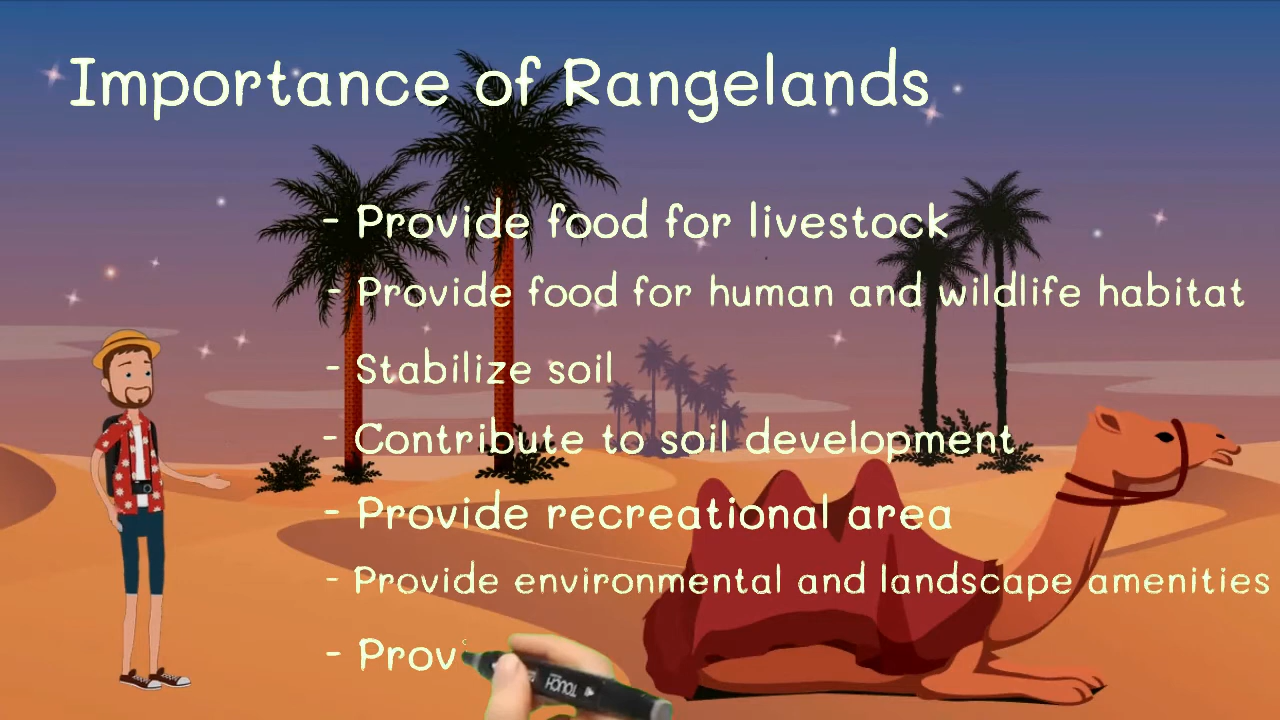 Importance of Rangelands
- Provide food for livestock
- Provide food for human and wildlife habitat
- Stabilize soil
- Contribute to soil development
- Provide recreational area
- Provide environmental and landscape amenities
- Prov
TOUCH